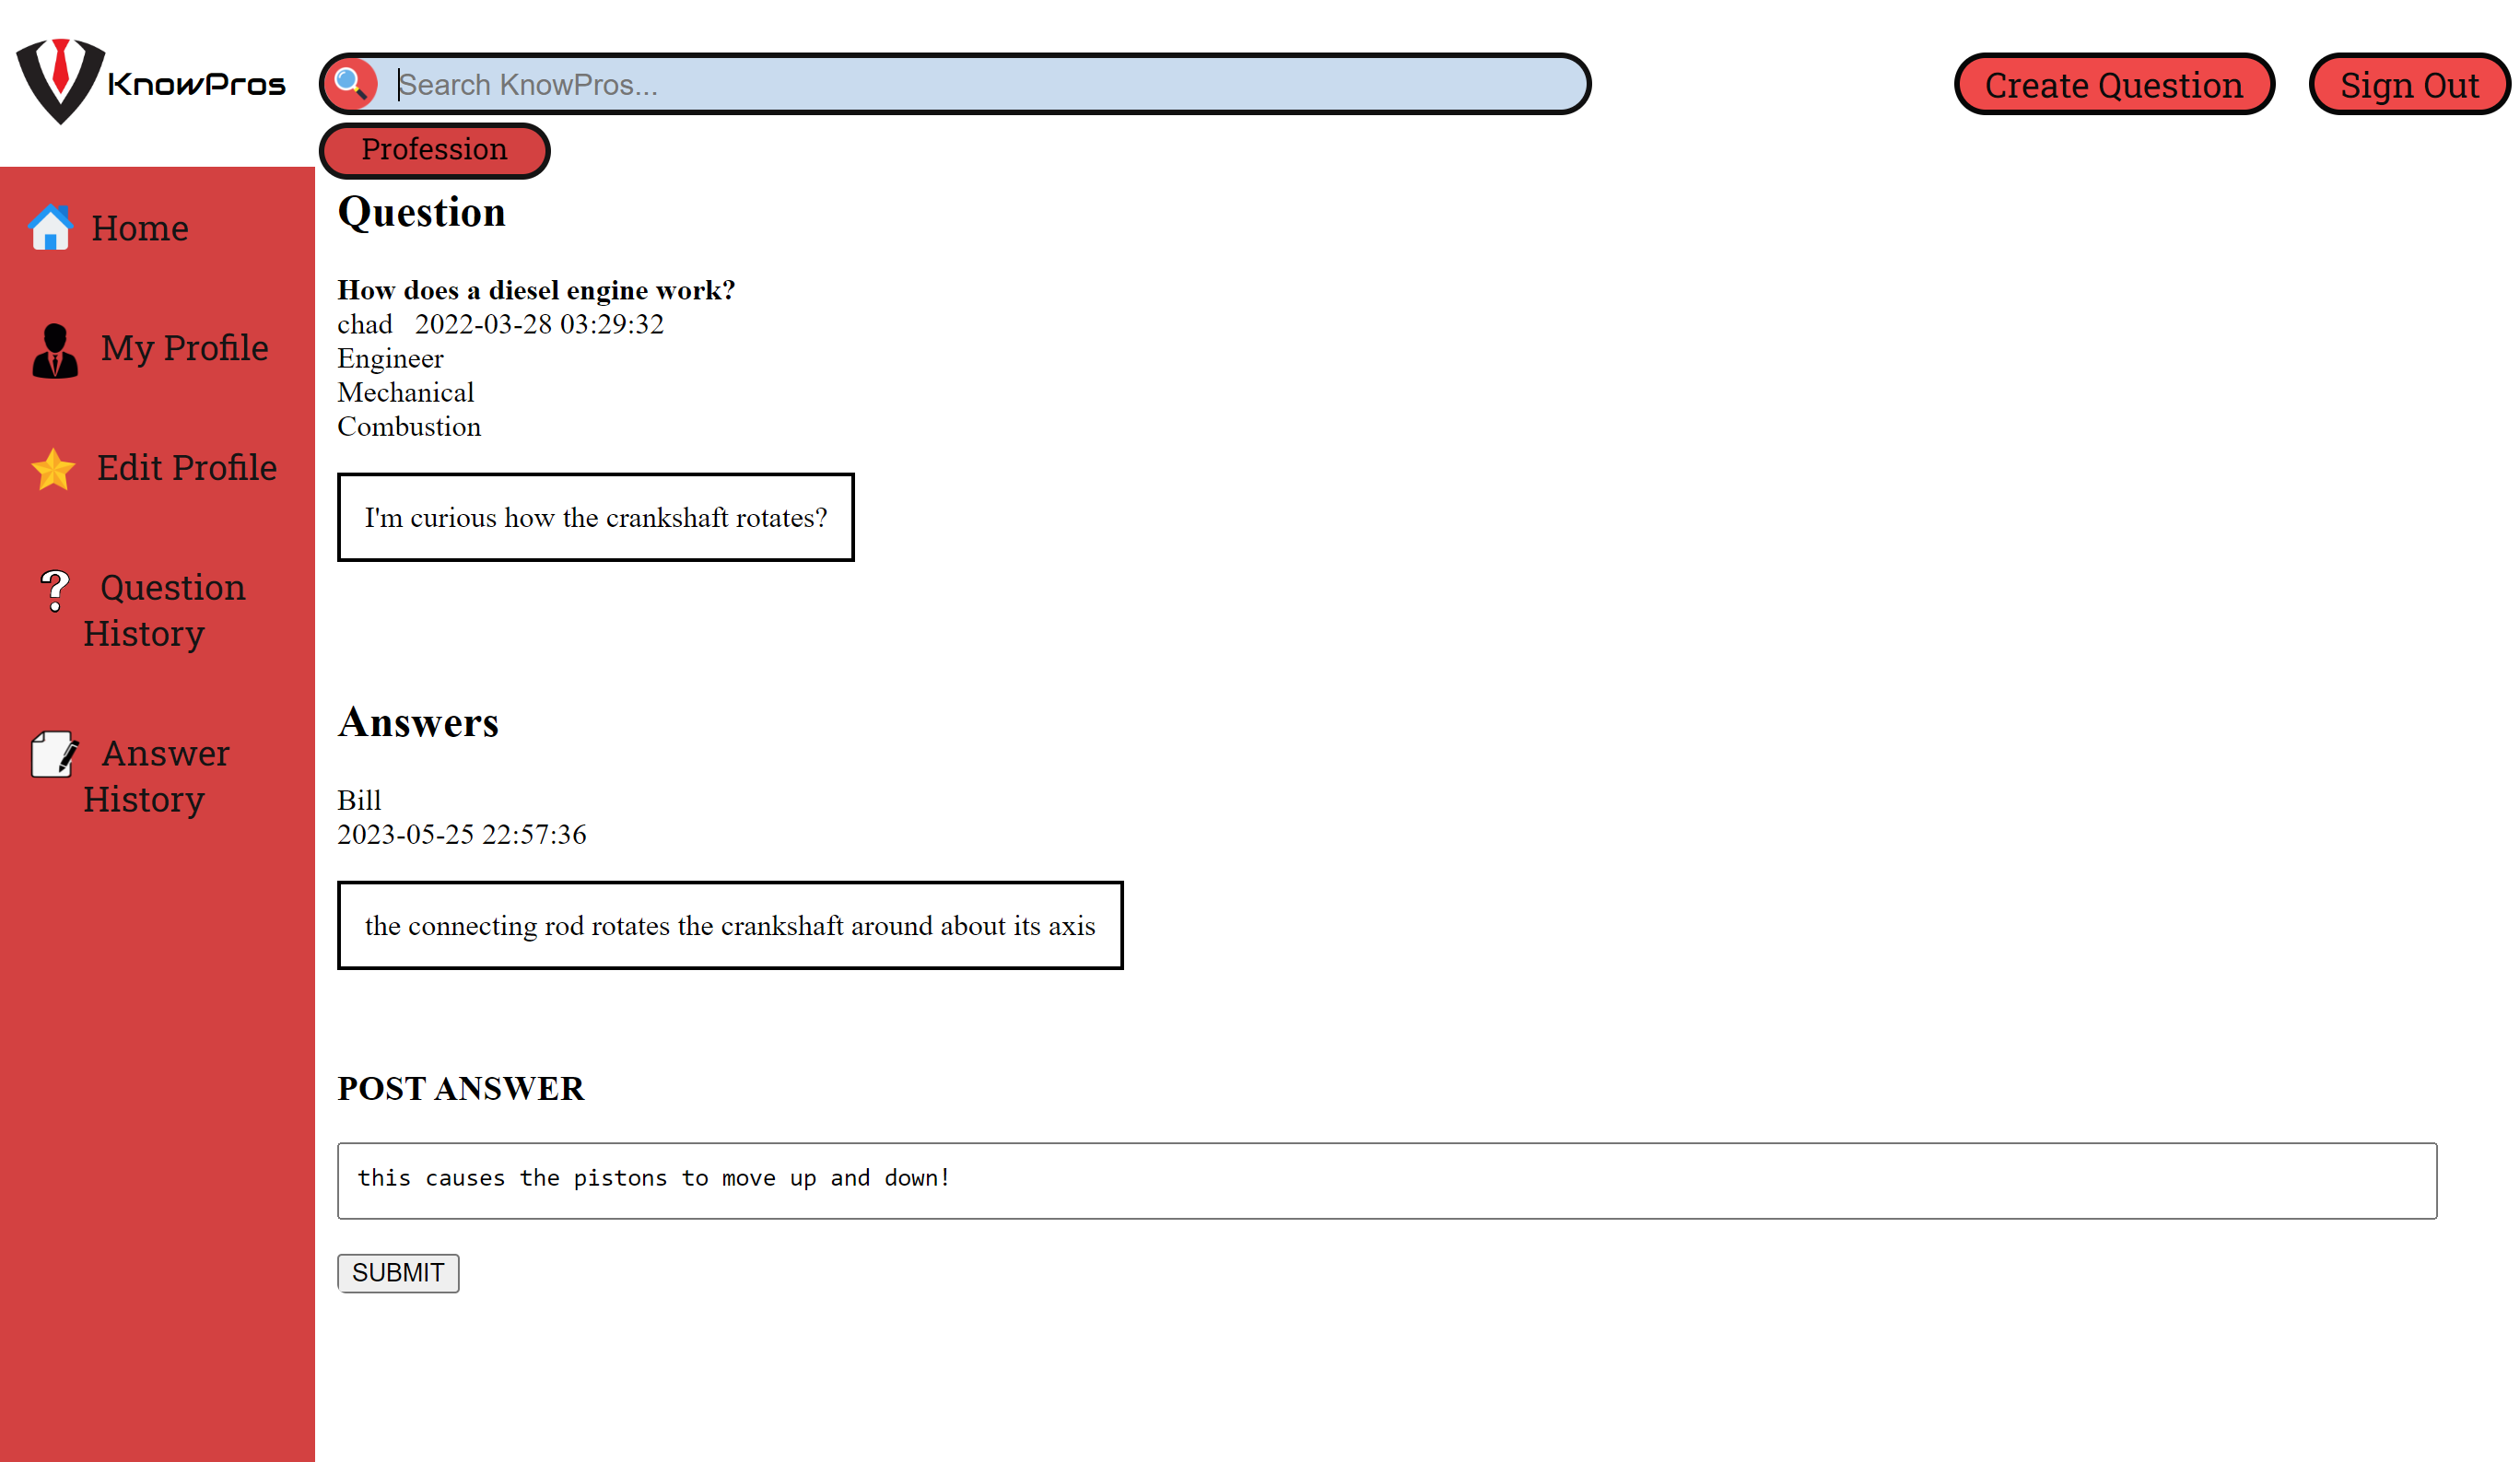 KnowPros
Search KnowPros...
Create Question
Sign Out
Profession
Home
My Profile
Edit Profile
Question
History
Answer
History
Question
How does a diesel engine work?
chad 2022-03-28 03:29:32
Engineer
Mechanical
Combustion
I'm curious how the crankshaft rotates?
Answers
Bill
2023-05-25 22:57:36
the connecting rod rotates the crankshaft around about its axis
POST ANSWER
this causes the pistons to move up and down!
SUBMIT